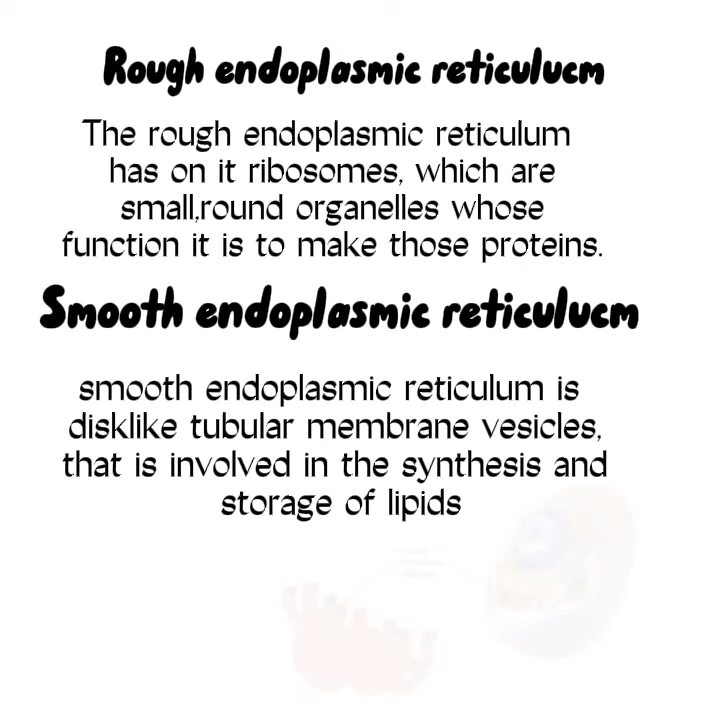 Rough endoplasmic reticulucm
The rough endoplasmic reticulum
has on it ribosomes, which are
small,round organelles whose
function it is to make those proteins.
Smooth endoplasmic reticulucm
smooth endoplasmic reticulum is
disklike tubular membrane vesicles,
that is involved in the synthesis and
storage of lipids